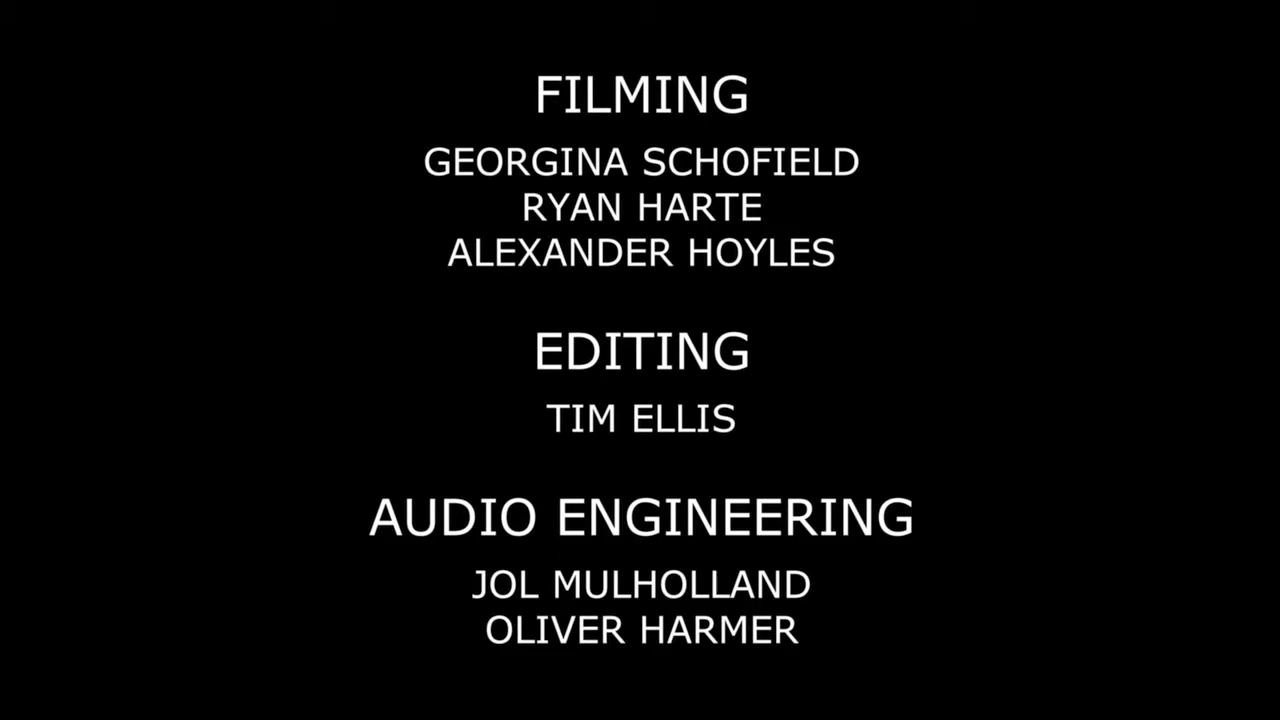 FILMING
GEORGINA SCHOFIELD
RYAN HARTE
ALEXANDER HOYLES
EDITING
TIM ELLIS
AUDIO ENGINEERING
JOL MULHOLLAND
OLIVER HARMER